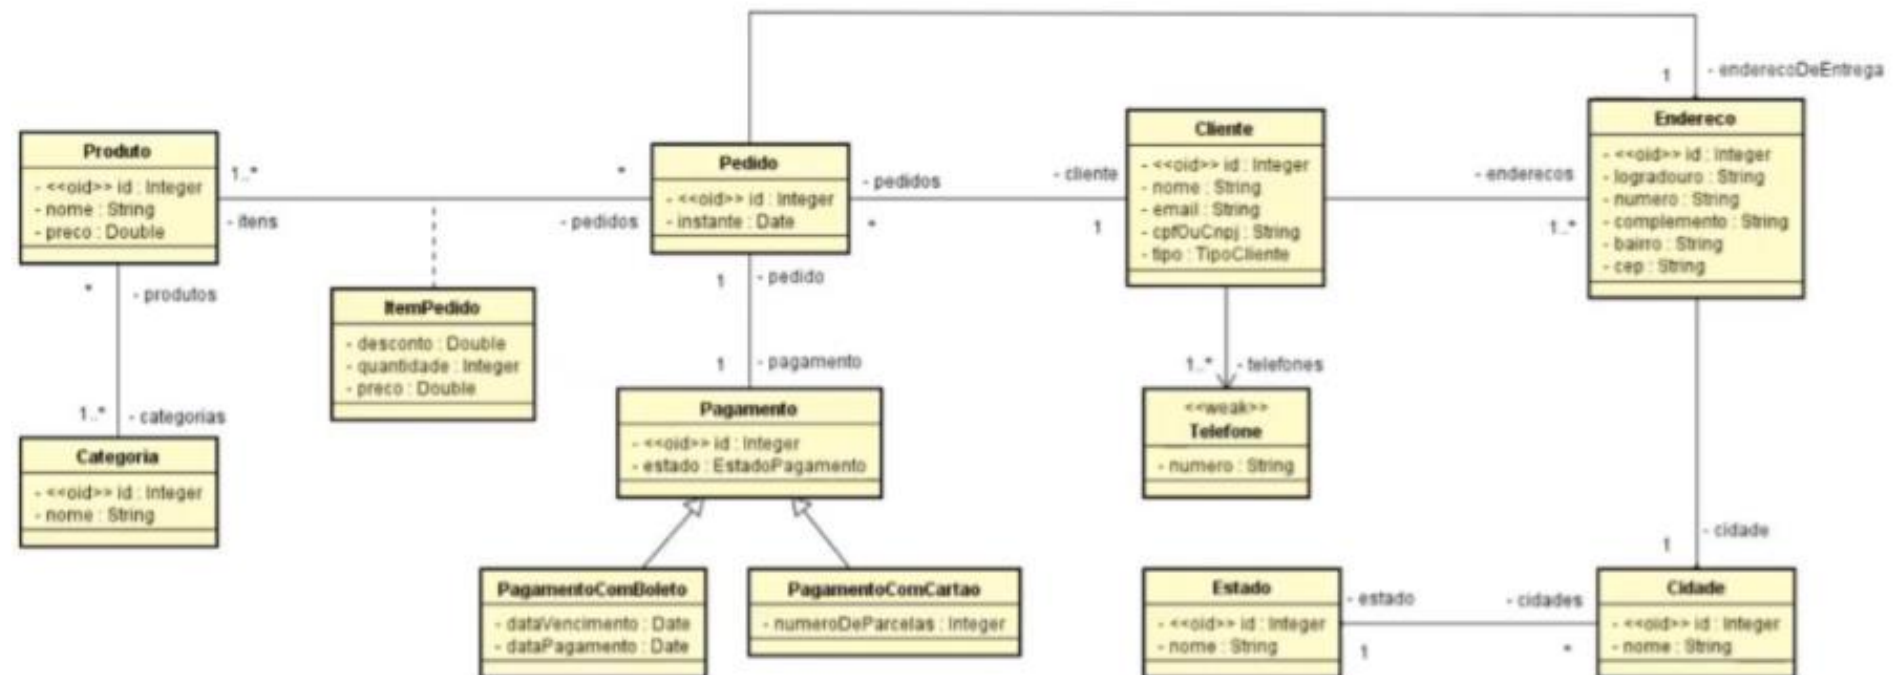 1
- enderecoDeEntrega
Produto
- <<oid>> id : Integer
- nome : String
- preco : Double
1..*
- itens
*
- pedidos
Pedido
- <<oid>> id : Integer
- instante : Date
- pedidos
*
- cliente
1
Cliente
- <<oid>> id : Integer
- nome : String
- email : String
- cpfOuCnpj : String
- tipo : TipoCliente
- enderecos
1..*
Endereco
- <<oid>> id : Integer
- logradouro : String
- numero : String
- complemento : String
- bairro : String
- cep : String
*
- produtos
1..*
- categorias
Categoria
- <<oid>> id : Integer
- nome : String
ItemPedido
- desconto : Double
- quantidade : Integer
- preco : Double
1
- pedido
1
- pagamento
Pagamento
- <<oid>> id : Integer
- estado : EstadoPagamento
PagamentoComBoleto
- dataVencimento : Date
- dataPagamento : Date
PagamentoComCartao
- numeroDeParcelas : Integer
1..*
- telefones
<<weak>>
Telefone
- numero : String
1
- cidade
Estado
- <<oid>> id : Integer
- nome : String
- estado
1
- cidades
*
Cidade
- <<oid>> id : Integer
- nome : String